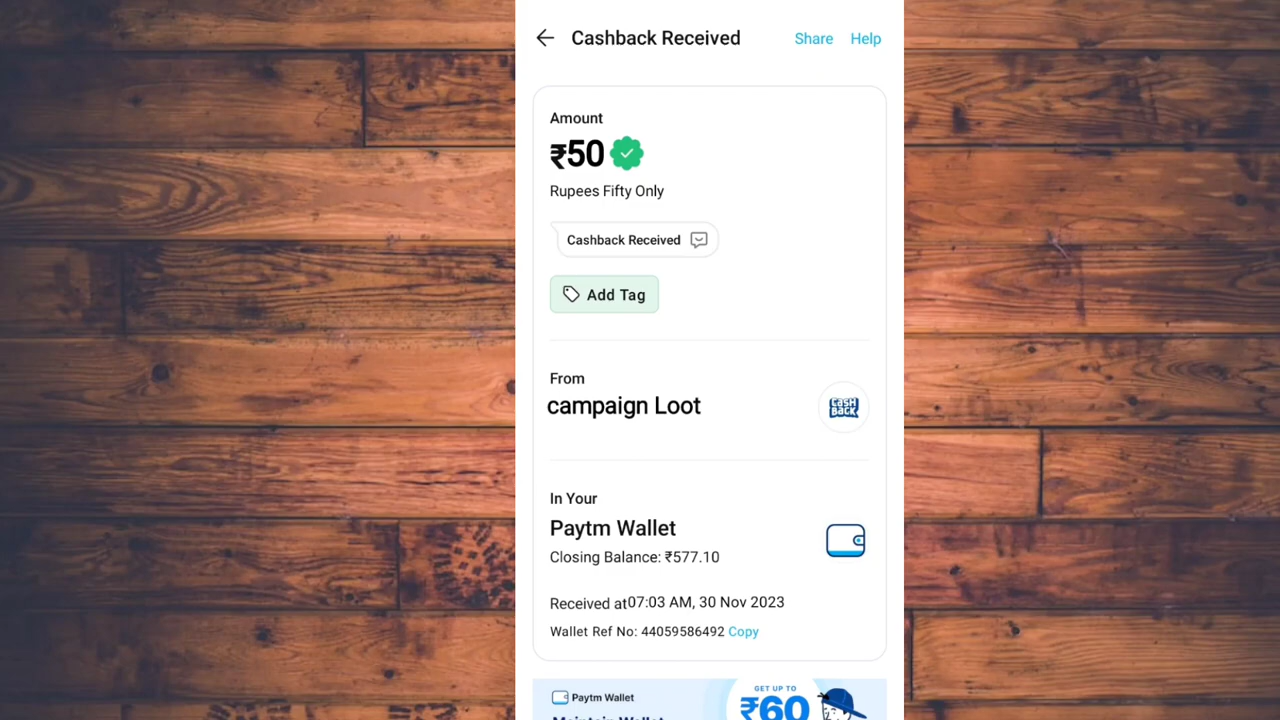 Cashback Received Share Help
Amount
₹50
Rupees Fifty Only
Cashback Received
Add Tag
From
campaign Loot
CASH
BACK
In Your
Paytm Wallet
Closing Balance: ₹577.10
Received at07:03 AM, 30 Nov 2023
Wallet Ref No: 44059586492 Copy
Paytm Wallet
GET UP TO
Maintain Wallet
₹60